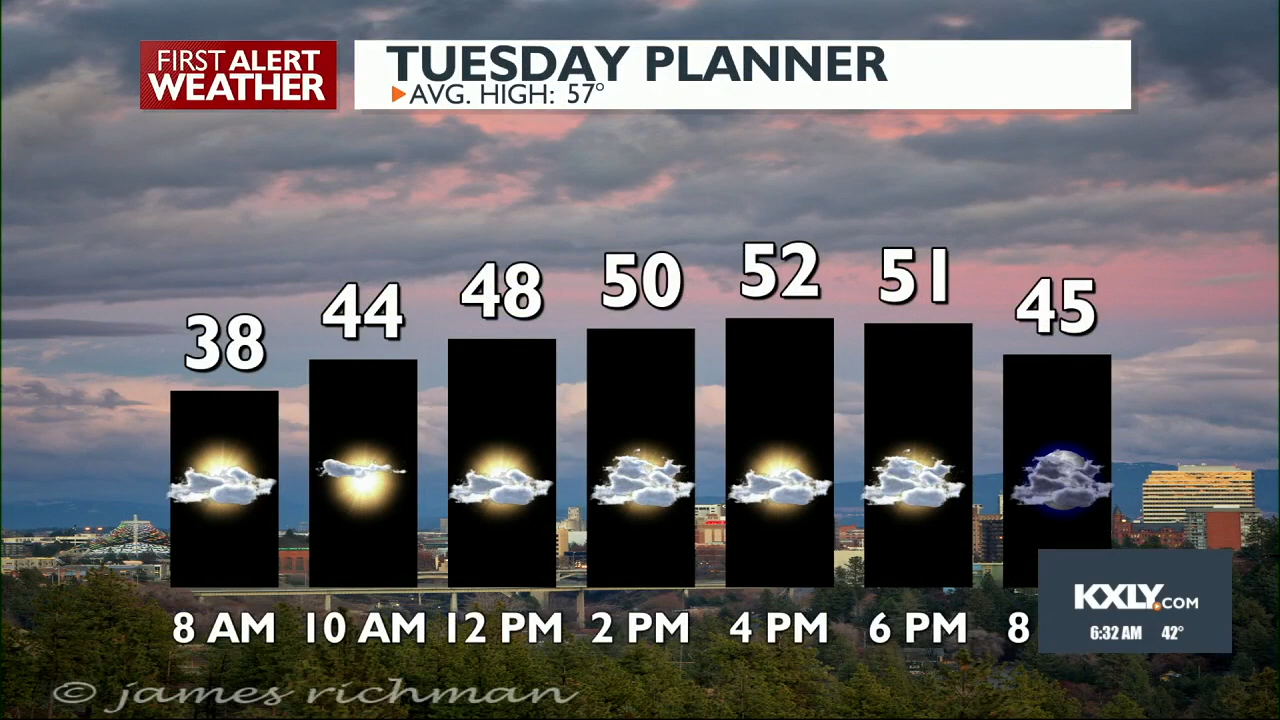 FIRST ALERT
WEATHER
TUESDAY PLANNER
AVG. HIGH: 57°
38
44
48
50
52
51
45
8 AM
10 AM
12 PM
2 PM
4 PM
6 PM
8
KXLY.COM
6:32 AM 42°
© james richman